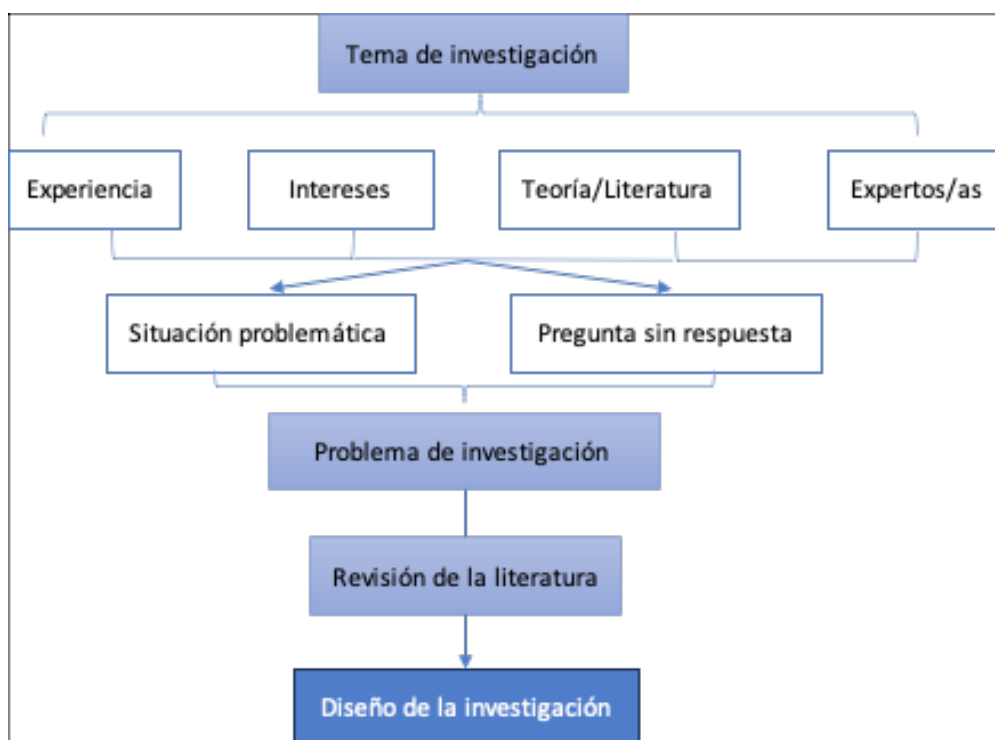 Tema de investigación
Experiencia
Intereses
Teoría/Literatura
Expertos/as
Situación problemática
Pregunta sin respuesta
Problema de investigación
Revisión de la literatura
Diseño de la investigación